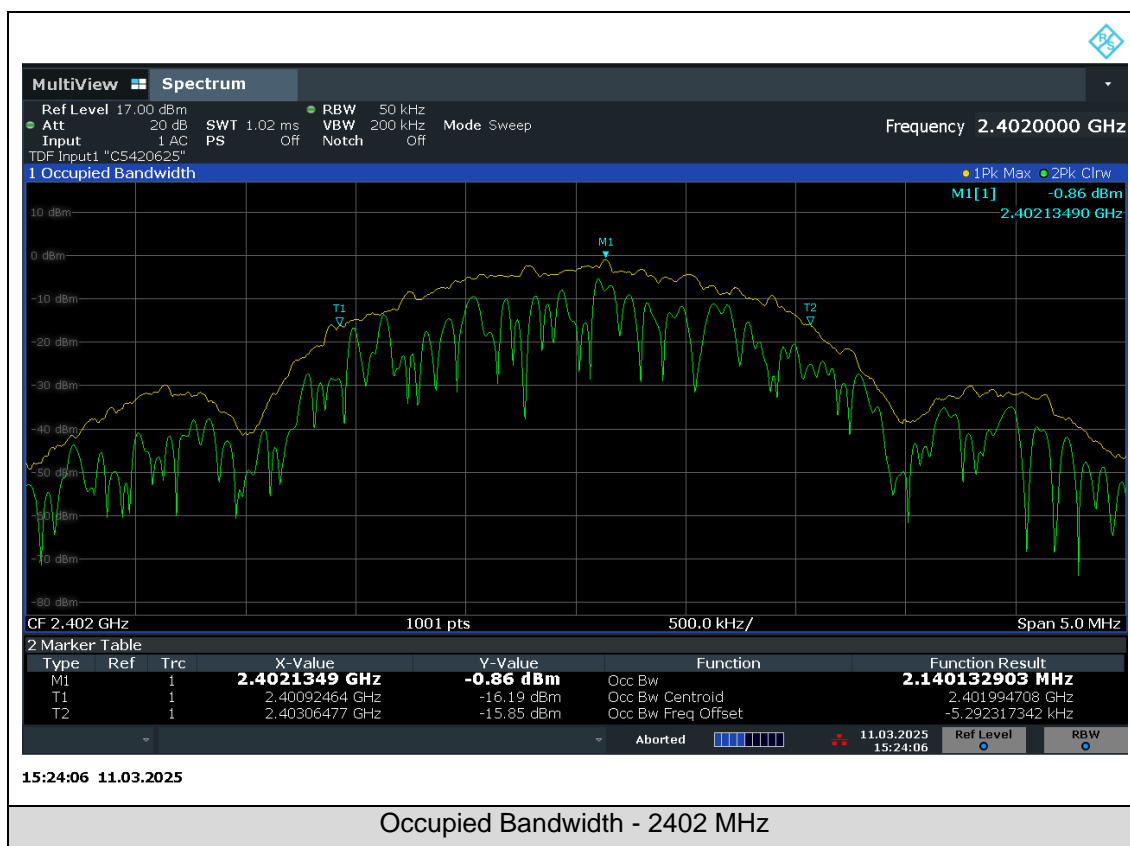 R&S
MultiView Spectrum
Ref Level 17.00 dBm RBW 50 kHz
Att 20 dB SWT 1.02 ms VBW 200 kHz Mode Sweep Frequency 2.4020000 GHz
Input 1 AC PS Off Notch Off
TDF Input1 "C5420625"
1 Occupied Bandwidth 1Pk Max 2Pk Clrw
M1[1] -0.86 dBm
2.40213490 GHz
10 dBm
M1
0 dBm
-10 dBm
T1 T2
-20 dBm
-30 dBm
-40 dBm
-50 dBm
-60 dBm
-70 dBm
-80 dBm
CF 2.402 GHz 1001 pts 500.0 kHz/ Span 5.0 MHz
2 Marker Table
Type Ref Trc X-Value Y-Value Function Function Result
M1 1 2.4021349 GHz -0.86 dBm Occ Bw 2.140132903 MHz
T1 1 2.40092464 GHz -16.19 dBm Occ Bw Centroid 2.401994708 GHz
T2 1 2.40306477 GHz -15.85 dBm Occ Bw Freq Offset -5.292317342 kHz
Aborted 11.03.2025 Ref Level RBW
15:24:06
15:24:06 11.03.2025
Occupied Bandwidth - 2402 MHz